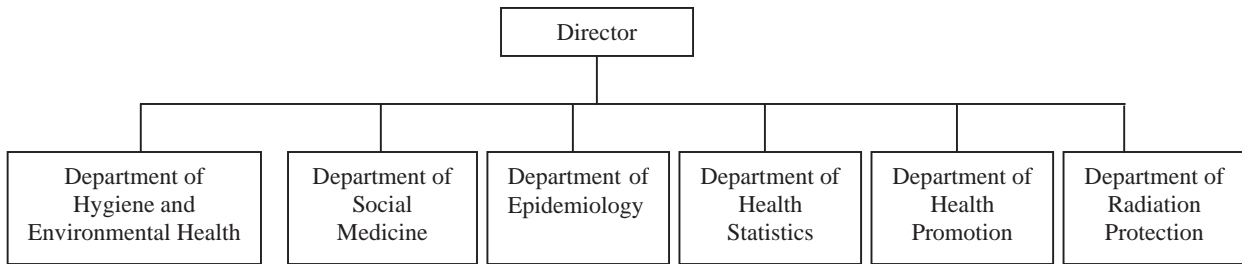 Director
Department of
Hygiene and
Environmental Health
Department of
Social
Medicine
Department of
Epidemiology
Department of
Health
Statistics
Department of
Health
Promotion
Department of
Radiation
Protection